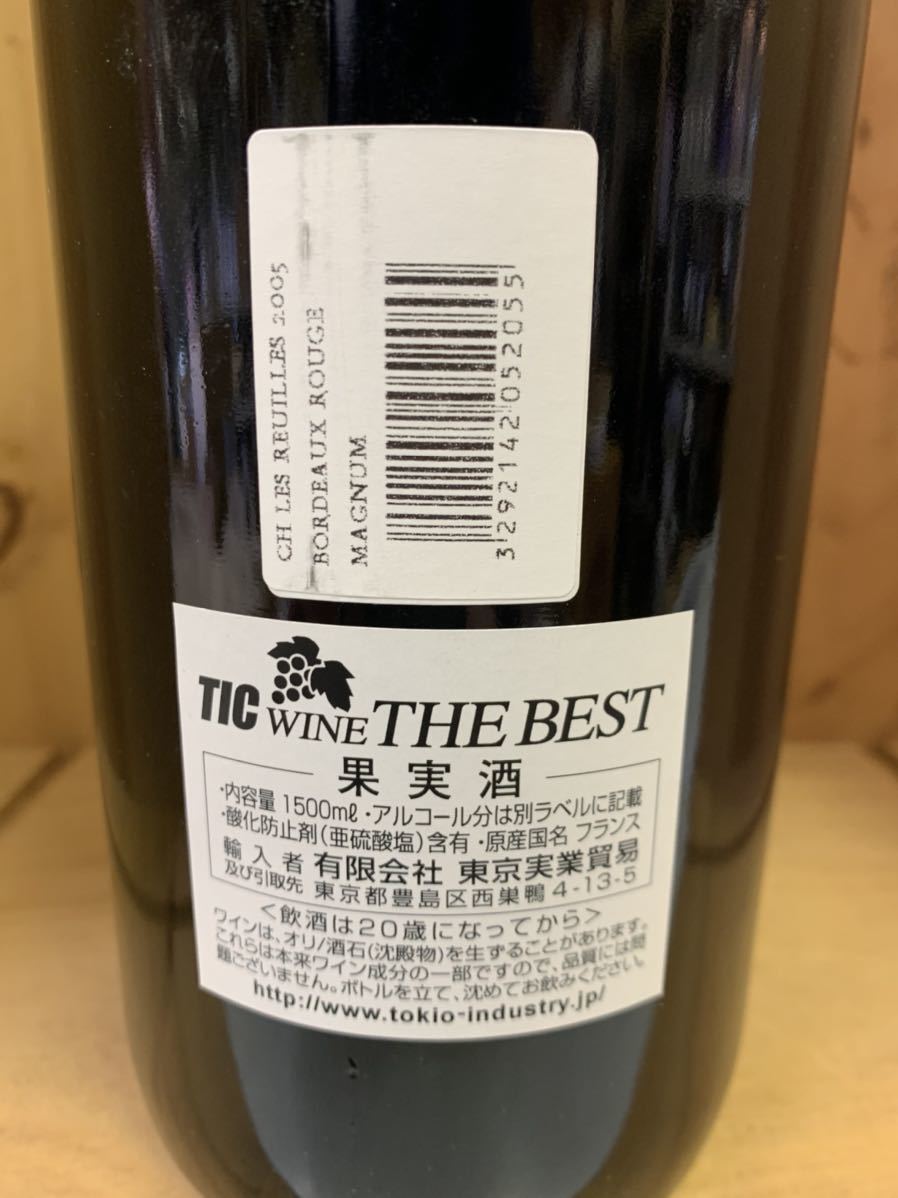 CH LES REUILLES 2005
BORDEAUX ROUGE
MAGNUM
3292142052055
TIC WINE THE BEST
果実酒
・内容量 1500mℓ・アルコール分は別ラベルに記載
・酸化防止剤(亜硫酸塩)含有・原産国名 フランス
輸入者 有限会社 東京実業貿易
及び引取先 東京都豊島区西巣鴨 4-13-5
<飲酒は20歳になってから>
ワインは、オリ/酒石(沈殿物)を生ずることがあります。
これらは本来ワイン成分の一部ですので、品質には問
題ございません。ボトルを立て、沈めてお飲みください。
http://www.tokio-industry.jp/